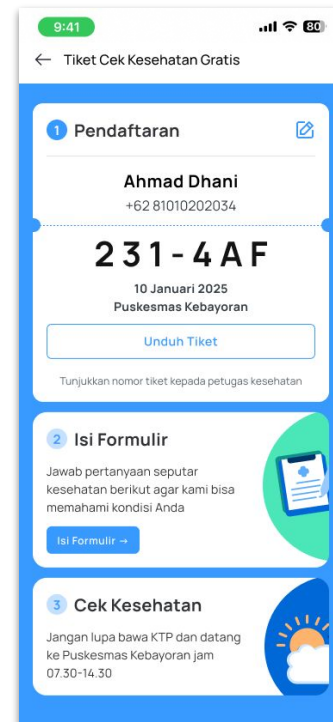 9:41
80
← Tiket Cek Kesehatan Gratis
1 Pendaftaran
Ahmad Dhani
+62 81010202034
231-4AF
10 Januari 2025
Puskesmas Kebayoran
Unduh Tiket
Tunjukkan nomor tiket kepada petugas kesehatan
2 Isi Formulir
Jawab pertanyaan seputar
kesehatan berikut agar kami bisa
memahami kondisi Anda
Isi Formulir →
3 Cek Kesehatan
Jangan lupa bawa KTP dan datang
ke Puskesmas Kebayoran jam
07.30-14.30